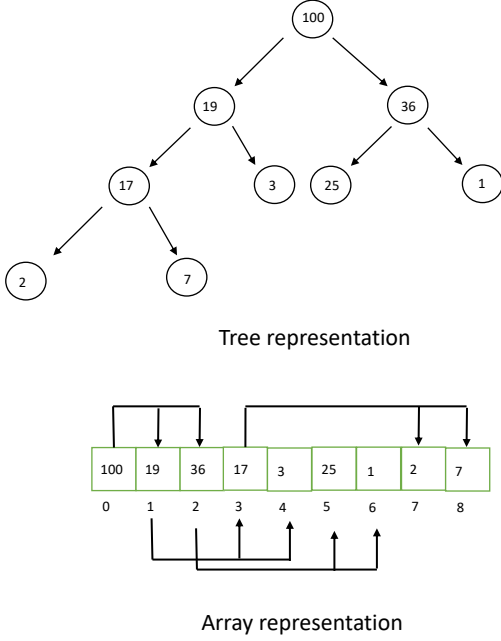 100
19 36
17 3 25 1
2 7
Tree representation
100 19 36 17 3 25 1 2 7
0 1 2 3 4 5 6 7 8
Array representation